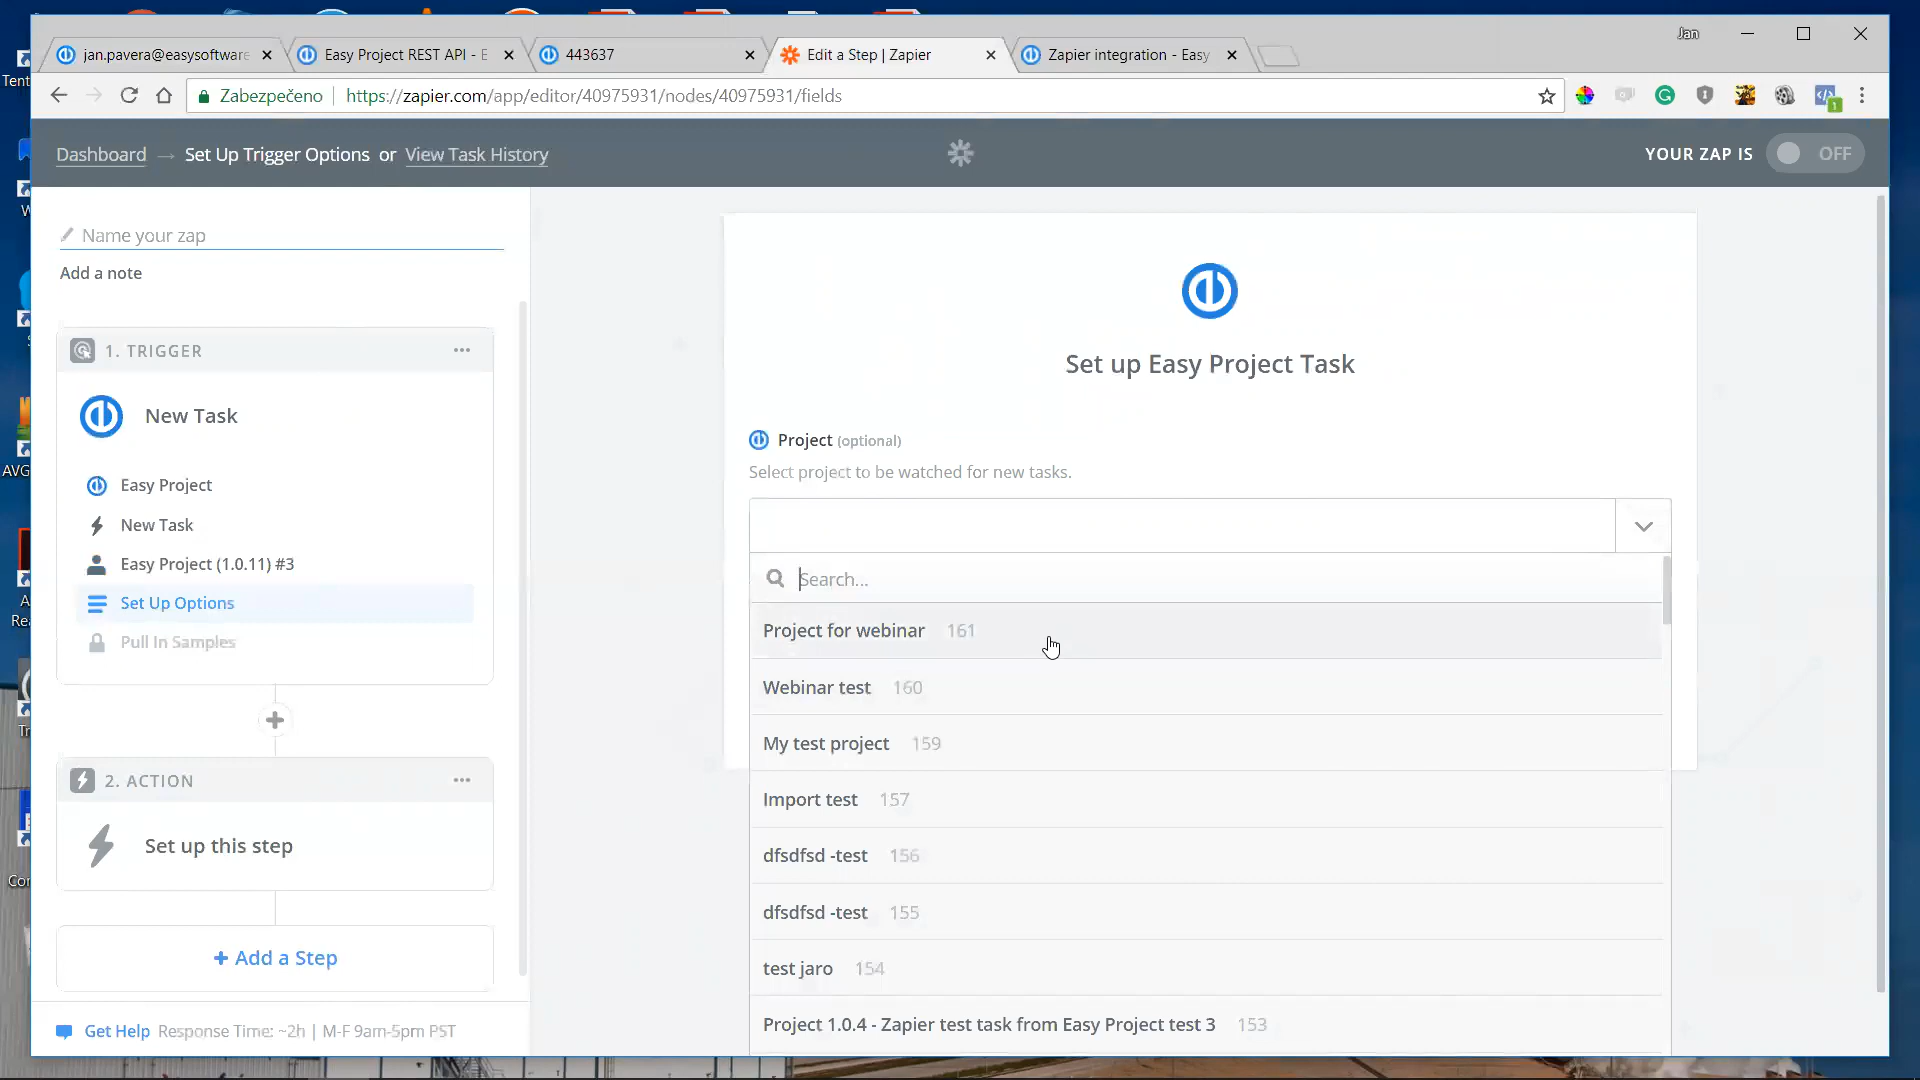 Jan
jan.pavera@easysoftware
Easy Project REST API - E
443637
Edit a Step | Zapier
Zapier integration - Easy
Zabezpečeno
https://zapier.com/app/editor/40975931/nodes/40975931/fields
1
Dashboard → Set Up Trigger Options or View Task History
YOUR ZAP IS OFF
Name your zap
Add a note
1. TRIGGER
New Task
Easy Project
New Task
Easy Project (1.0.11) #3
Set Up Options
Pull In Samples
2. ACTION
Set up this step
+ Add a Step
Get Help Response Time: ~2h | M-F 9am-5pm PST
Set up Easy Project Task
Project (optional)
Select project to be watched for new tasks.
Search...
Project for webinar 161
Webinar test 160
My test project 159
Import test 157
dfsdfsd -test 156
dfsdfsd -test 155
test jaro 154
Project 1.0.4 - Zapier test task from Easy Project test 3 153
Tent
AVG
Rea
Con